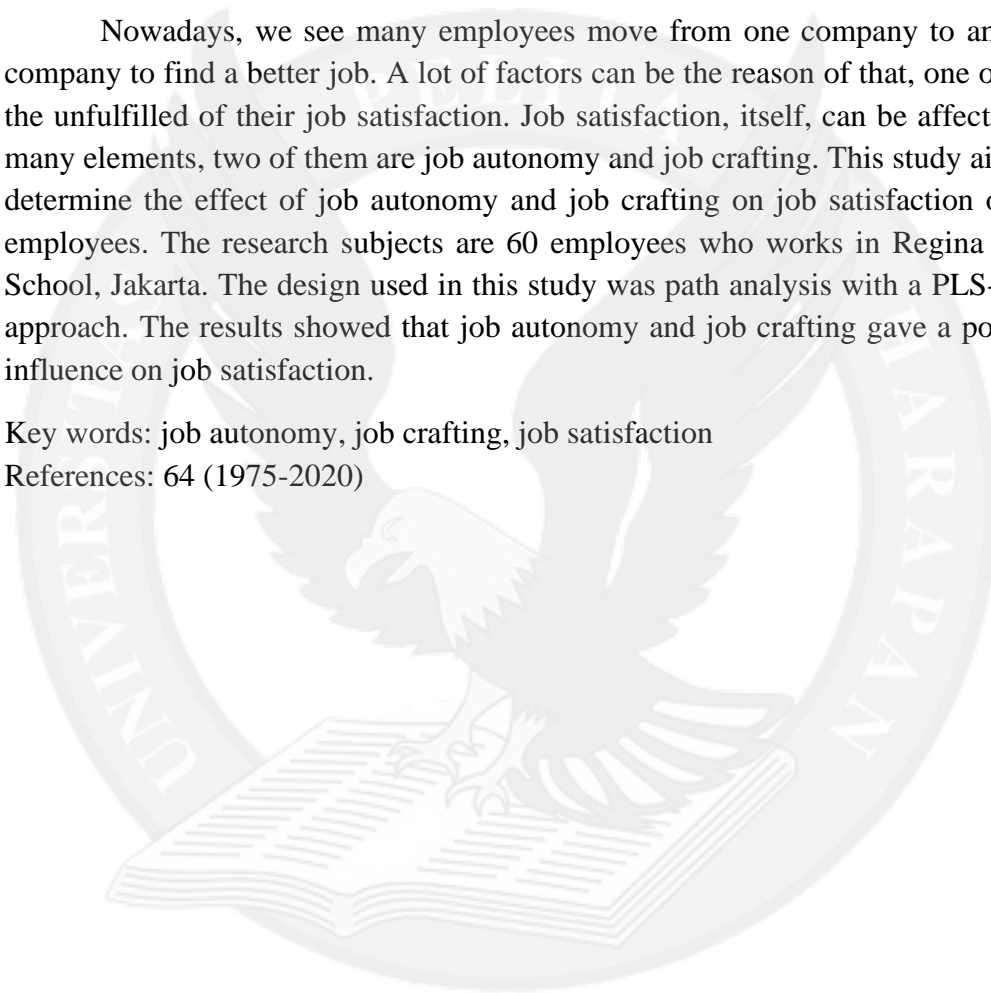 Nowadays, we see many employees move from one company to an
company to find a better job. A lot of factors can be the reason of that, one o
the unfulfilled of their job satisfaction. Job satisfaction, itself, can be affect
many elements, two of them are job autonomy and job crafting. This study ai
determine the effect of job autonomy and job crafting on job satisfaction o
employees. The research subjects are 60 employees who works in Regina
School, Jakarta. The design used in this study was path analysis with a PLS-
approach. The results showed that job autonomy and job crafting gave a po
influence on job satisfaction.
Key words: job autonomy, job crafting, job satisfaction
References: 64 (1975-2020)
UNIVERSITAS PELITA HARAPAN